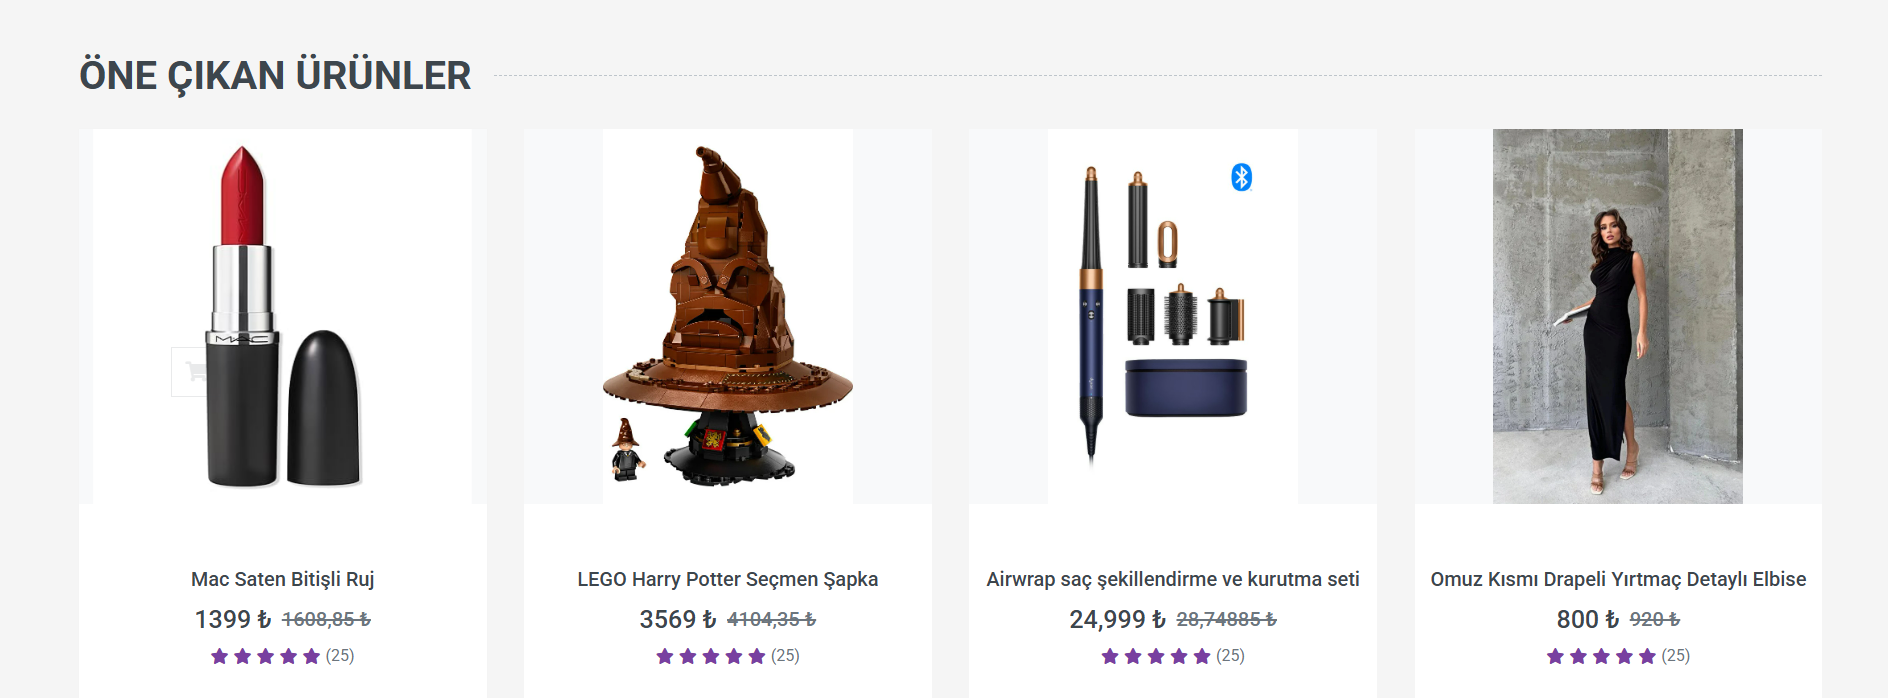 ÖNE ÇIKAN ÜRÜNLER
MAC
Mac Saten Bitişli Ruj
1399 ₺ 1608,85 ₺
(25)
LEGO Harry Potter Seçmen Şapka
3569 ₺ 4104,35 ₺
(25)
Airwrap saç şekillendirme ve kurutma seti
24,999 ₺ 28,74885 ₺
(25)
Omuz Kısmı Drapeli Yırtmaç Detaylı Elbise
800 ₺ 920 ₺
(25)